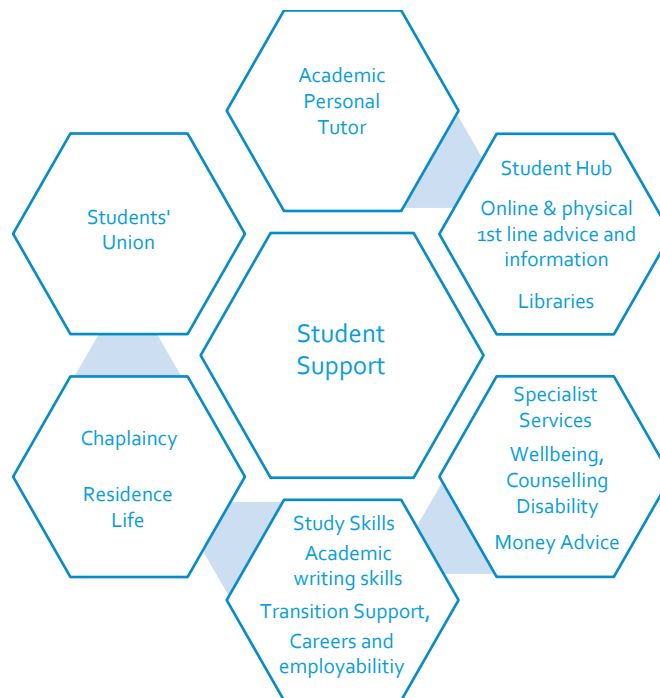 Academic
Personal
Tutor
Student Hub
Online & physical
1st line advice and
information
Libraries
Students'
Union
Student
Support
Specialist
Services
Wellbeing,
Counselling
Disability
Money Advice
Chaplaincy
Residence
Life
Study Skills
Academic
writing skills
Transition Support,
Careers and
employabilitiy